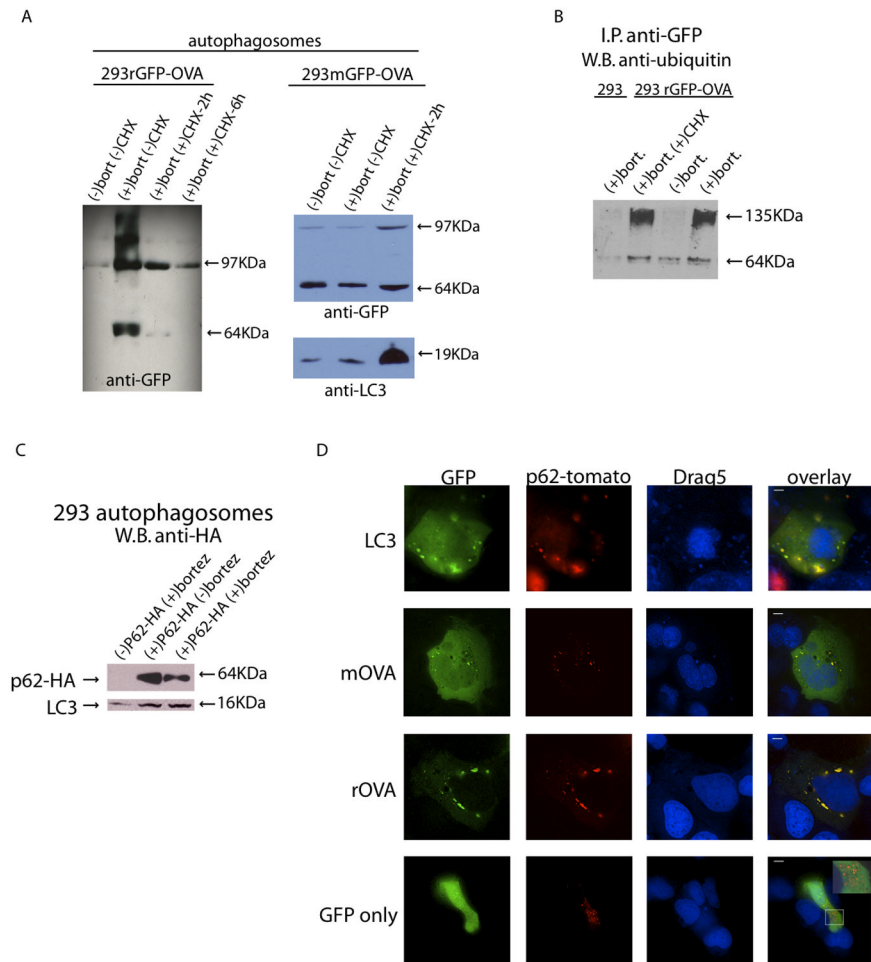 A
autophagosomes
293rGFP-OVA
293mGFP-OVA
(-)bort (-)CHX
(+)bort (-)CHX
(+)bort (+)CHX-2h
(+)bort (+)CHX-6h
(-)bort (-)CHX
(+)bort (-)CHX
(+)bort (+)CHX-2h
←97KDa
←64KDa
anti-GFP
←97KDa
←64KDa
anti-GFP
←19KDa
anti-LC3
B
I.P. anti-GFP
W.B. anti-ubiquitin
293 293 rGFP-OVA
(+)bort.
(+)bort. (+)CHX
(-)bort.
(+)bort.
←135KDa
←64KDa
C
293 autophagosomes
W.B. anti-HA
(-)P62-HA (+)bortez
(+)P62-HA (-)bortez
(+)P62-HA (+)bortez
p62-HA → ←64KDa
LC3 → ←16KDa
D
GFP p62-tomato Draq5 overlay
LC3
mOVA
rOVA
GFP only